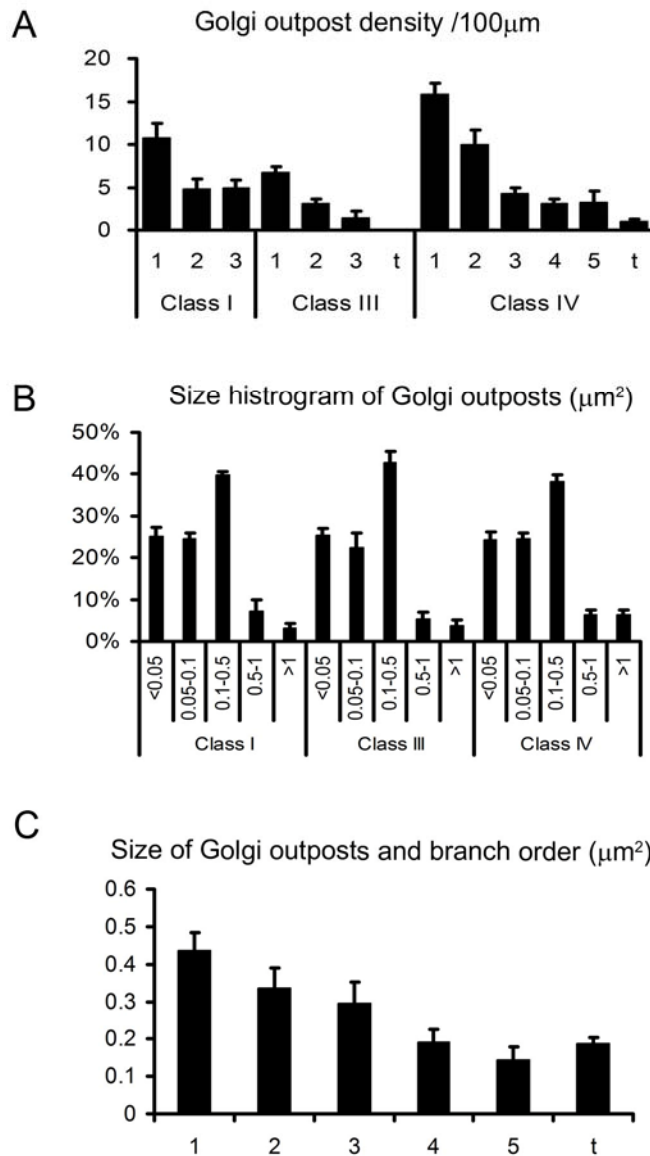 A
Golgi outpost density /100μm
20
15
10
5
0
1 2 3 1 2 3 t 1 2 3 4 5 t
Class I Class III Class IV
B
Size histrogram of Golgi outposts (μm²)
50%
40%
30%
20%
10%
0%
<0.05 0.05-0.1 0.1-0.5 0.5-1 >1 <0.05 0.05-0.1 0.1-0.5 0.5-1 >1 <0.05 0.05-0.1 0.1-0.5 0.5-1 >1
Class I Class III Class IV
C
Size of Golgi outposts and branch order (μm²)
0.6
0.5
0.4
0.3
0.2
0.1
0
1 2 3 4 5 t